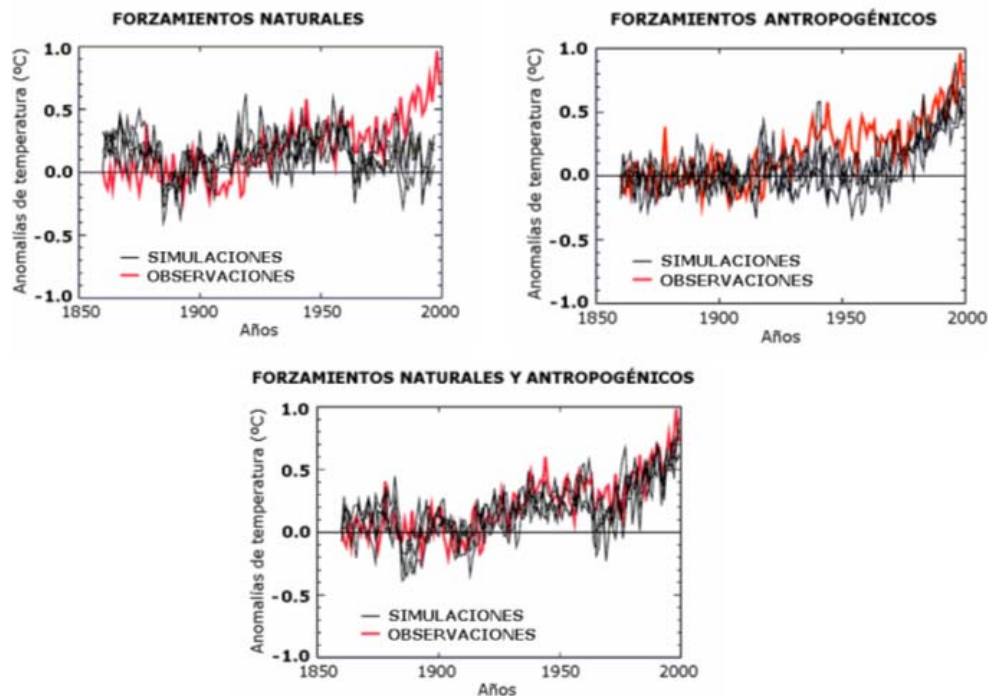 FORZAMIENTOS NATURALES
Anomalías de temperatura (ºC)
1.0
0.5
0.0
-0.5
-1.0
SIMULACIONES
OBSERVACIONES
1850 1900 1950 2000
Años
FORZAMIENTOS ANTROPOGÉNICOS
Anomalías de temperatura (ºC)
1.0
0.5
0.0
-0.5
-1.0
SIMULACIONES
OBSERVACIONES
1850 1900 1950 2000
Años
FORZAMIENTOS NATURALES Y ANTROPOGÉNICOS
Anomalías de temperatura (ºC)
1.0
0.5
0.0
-0.5
-1.0
SIMULACIONES
OBSERVACIONES
1850 1900 1950 2000
Años